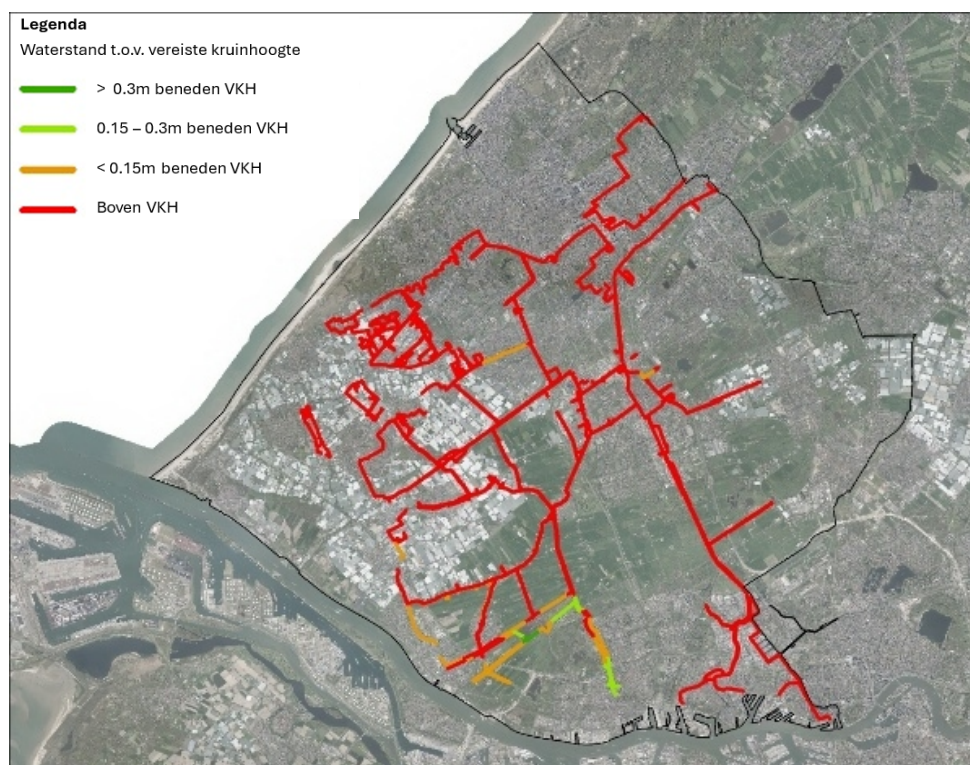 Legenda
Waterstand t.o.v. vereiste kruinhoogte
> 0.3m beneden VKH
0.15 – 0.3m beneden VKH
< 0.15m beneden VKH
Boven VKH